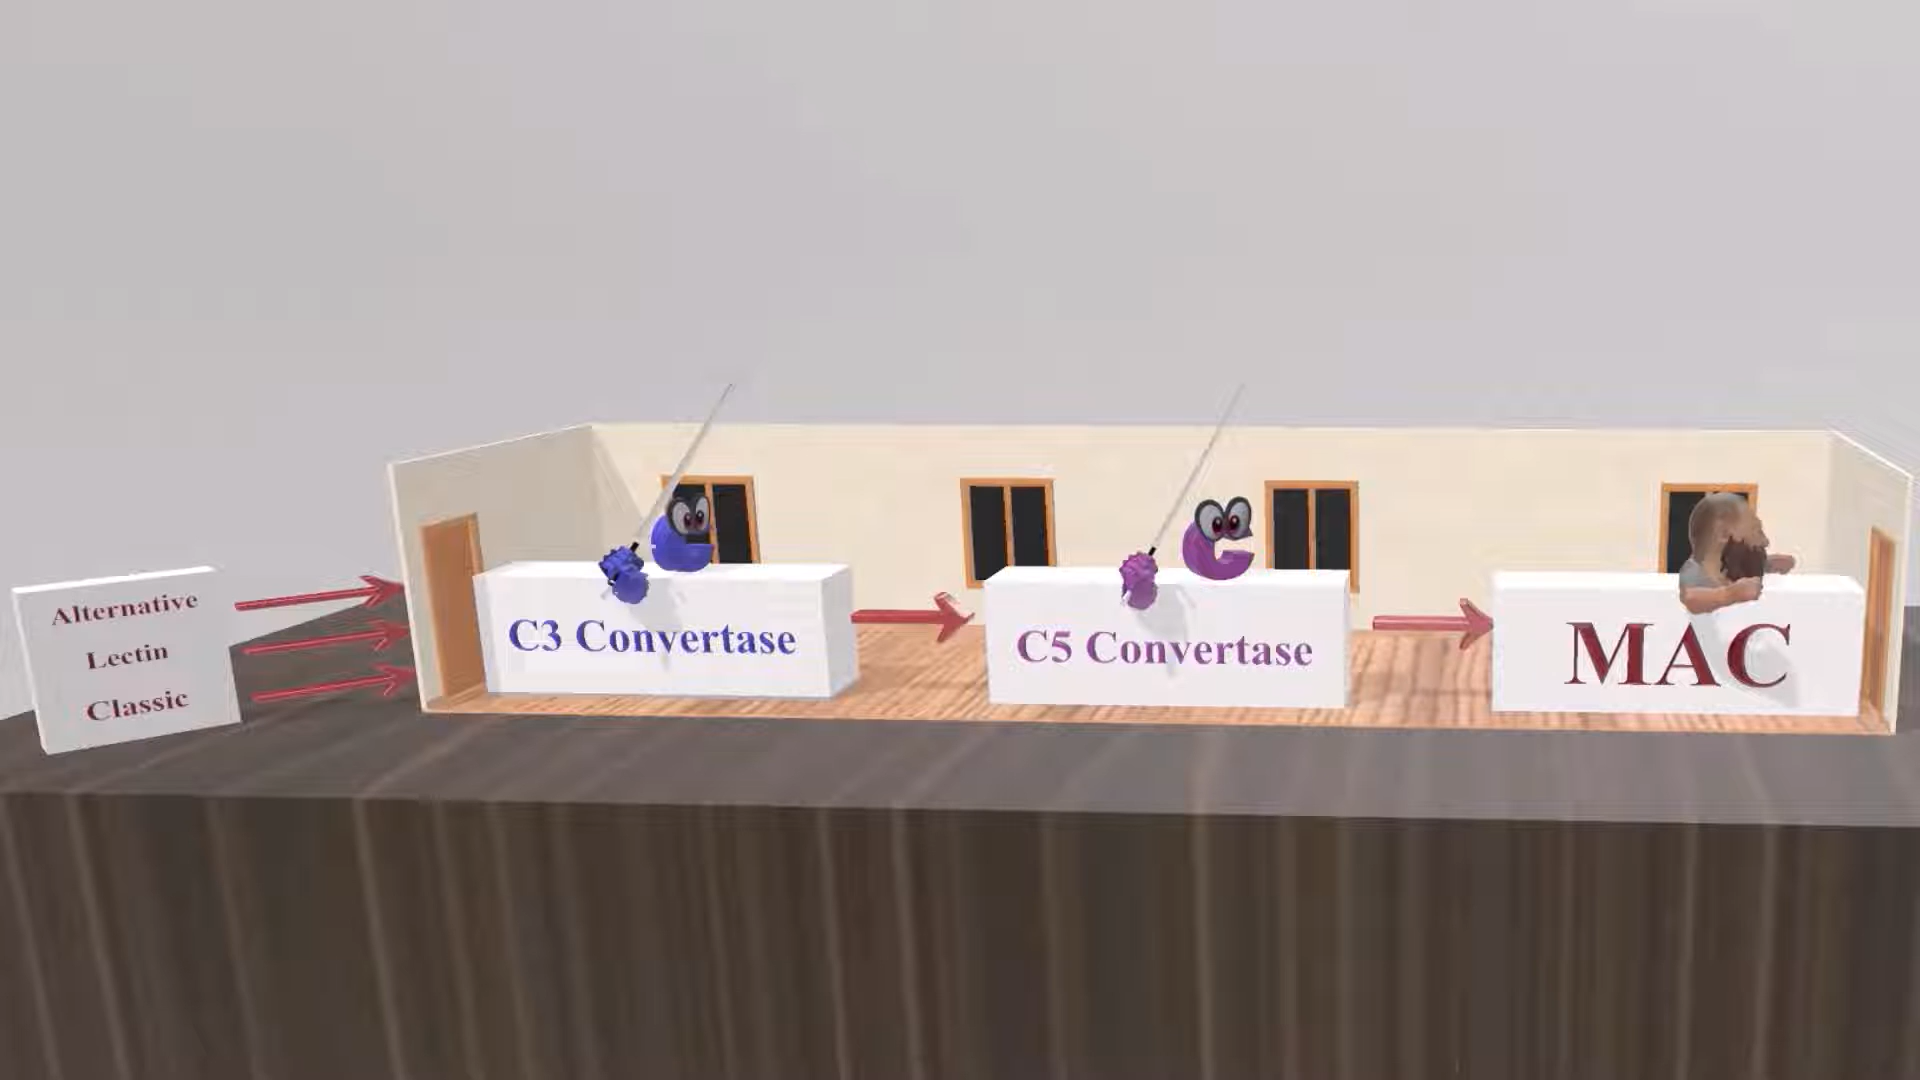 Alternative
Lectin
Classic
C3 Convertase
C5 Convertase
MAC